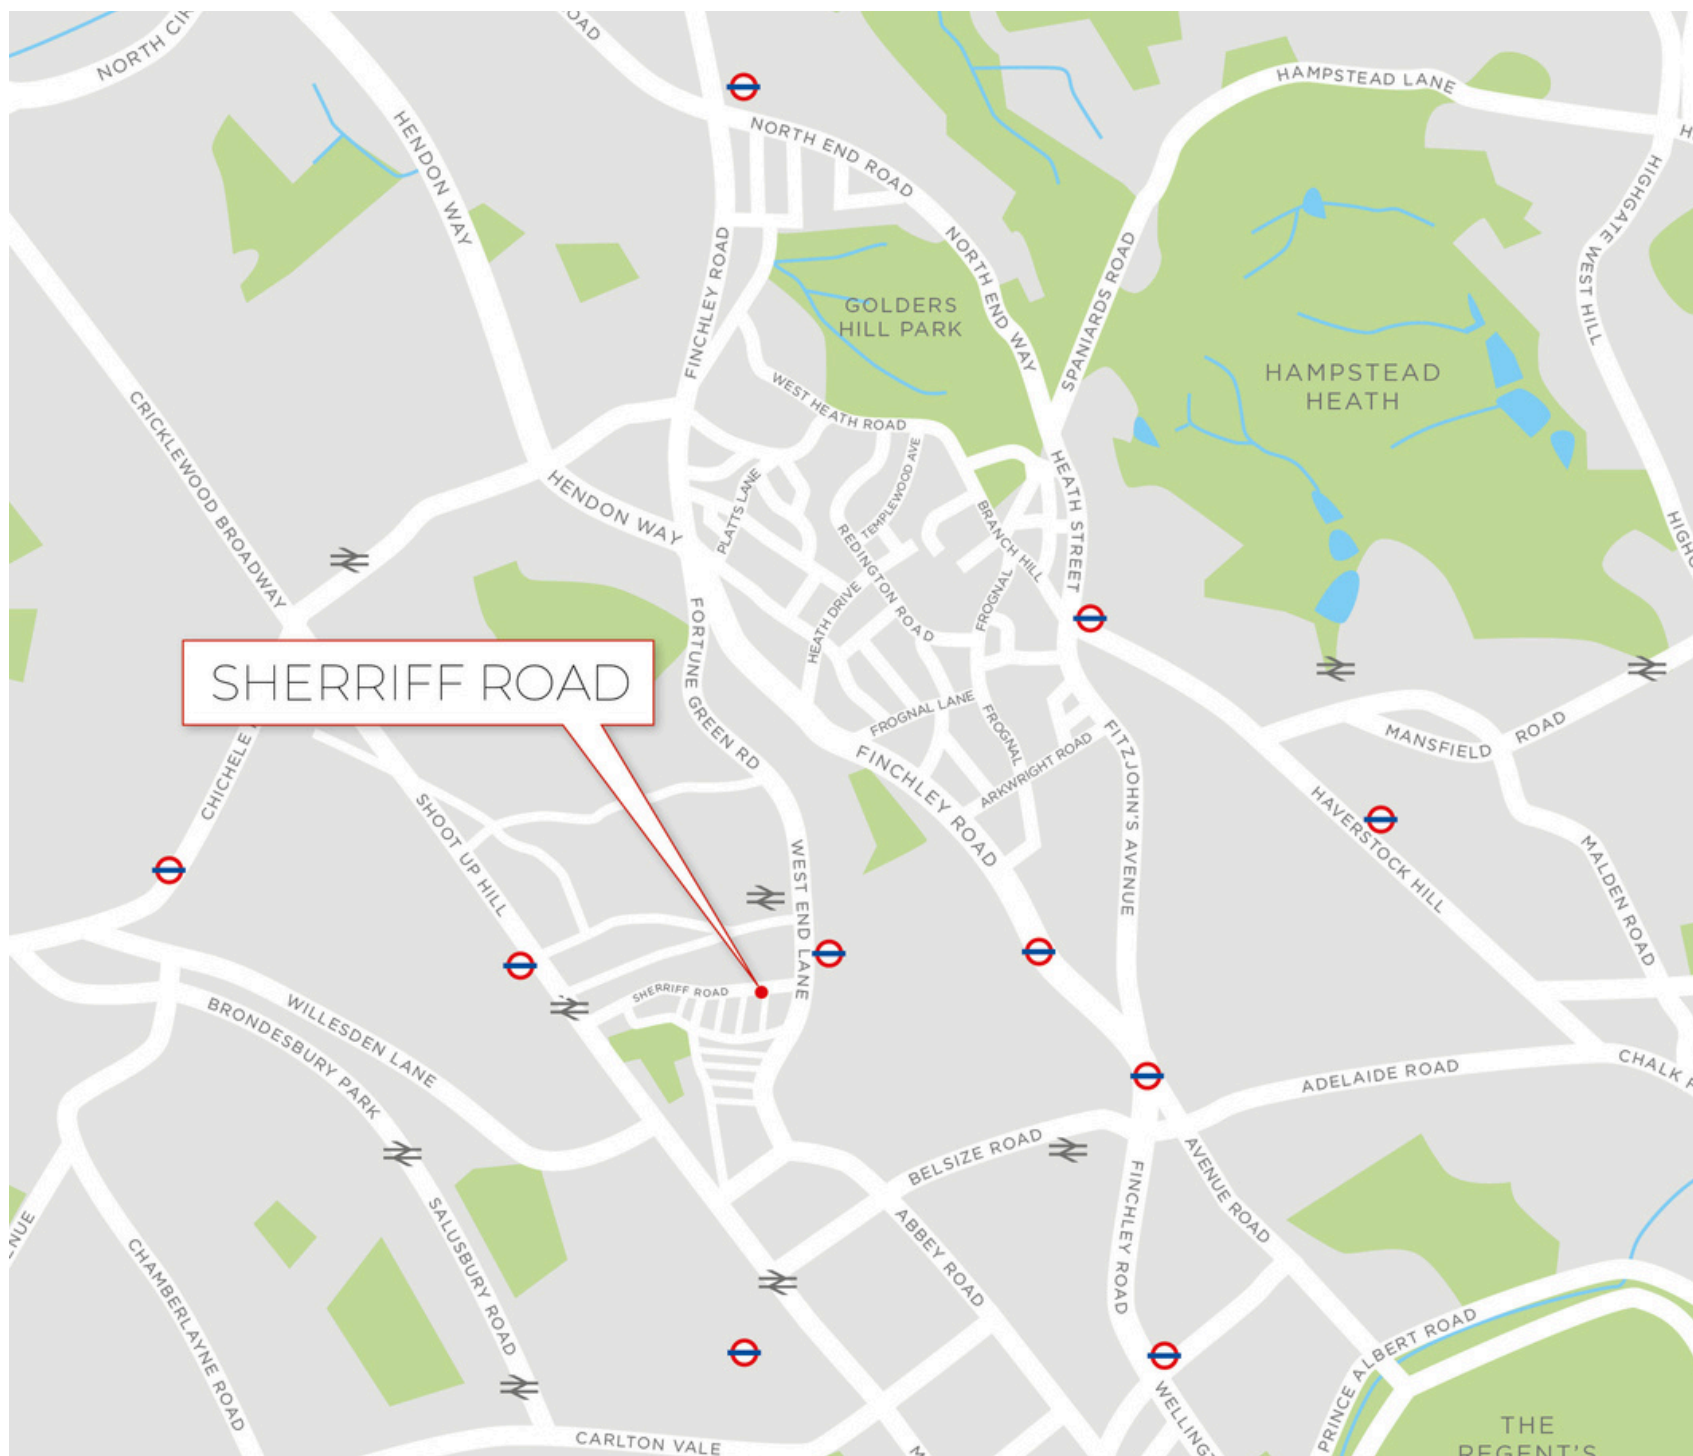 NORTH CIR
OAD
HAMPSTEAD LANE
HENDON WAY
NORTH END ROAD
HIGHGATE WEST HILL
FINCHLEY ROAD
NORTH END WAY
SPANIARDS ROAD
GOLDERS
HILL PARK
HAMPSTEAD
HEATH
CRICKLEWOOD BROADWAY
WEST HEATH ROAD
HENDON WAY
PLATTS LANE
TEMPLEWOOD AVE
HEATH STREET
BRANCH HILL
REDINGTON ROAD
HEATH DRIVE
FROGNAL
FORTUNE GREEN RD
SHERRIFF ROAD
FROGNAL LANE
FROGNAL
ARKWRIGHT ROAD
FITZJOHN'S AVENUE
MANSFIELD ROAD
CHICHELE
SHOOT UP HILL
FINCHLEY ROAD
HAVERSTOCK HILL
MALDEN ROAD
WEST END LANE
SHERRIFF ROAD
WILLESDEN LANE
BRONDESBURY PARK
ADELAIDE ROAD
CHALK
BELSIZE ROAD
AVENUE ROAD
FINCHLEY ROAD
ABBEY ROAD
SALUSBURY ROAD
CHAMBERLAYNE ROAD
ENUE
PRINCE ALBERT ROAD
WELLINGT
CARLTON VALE
THE
REGENT'S